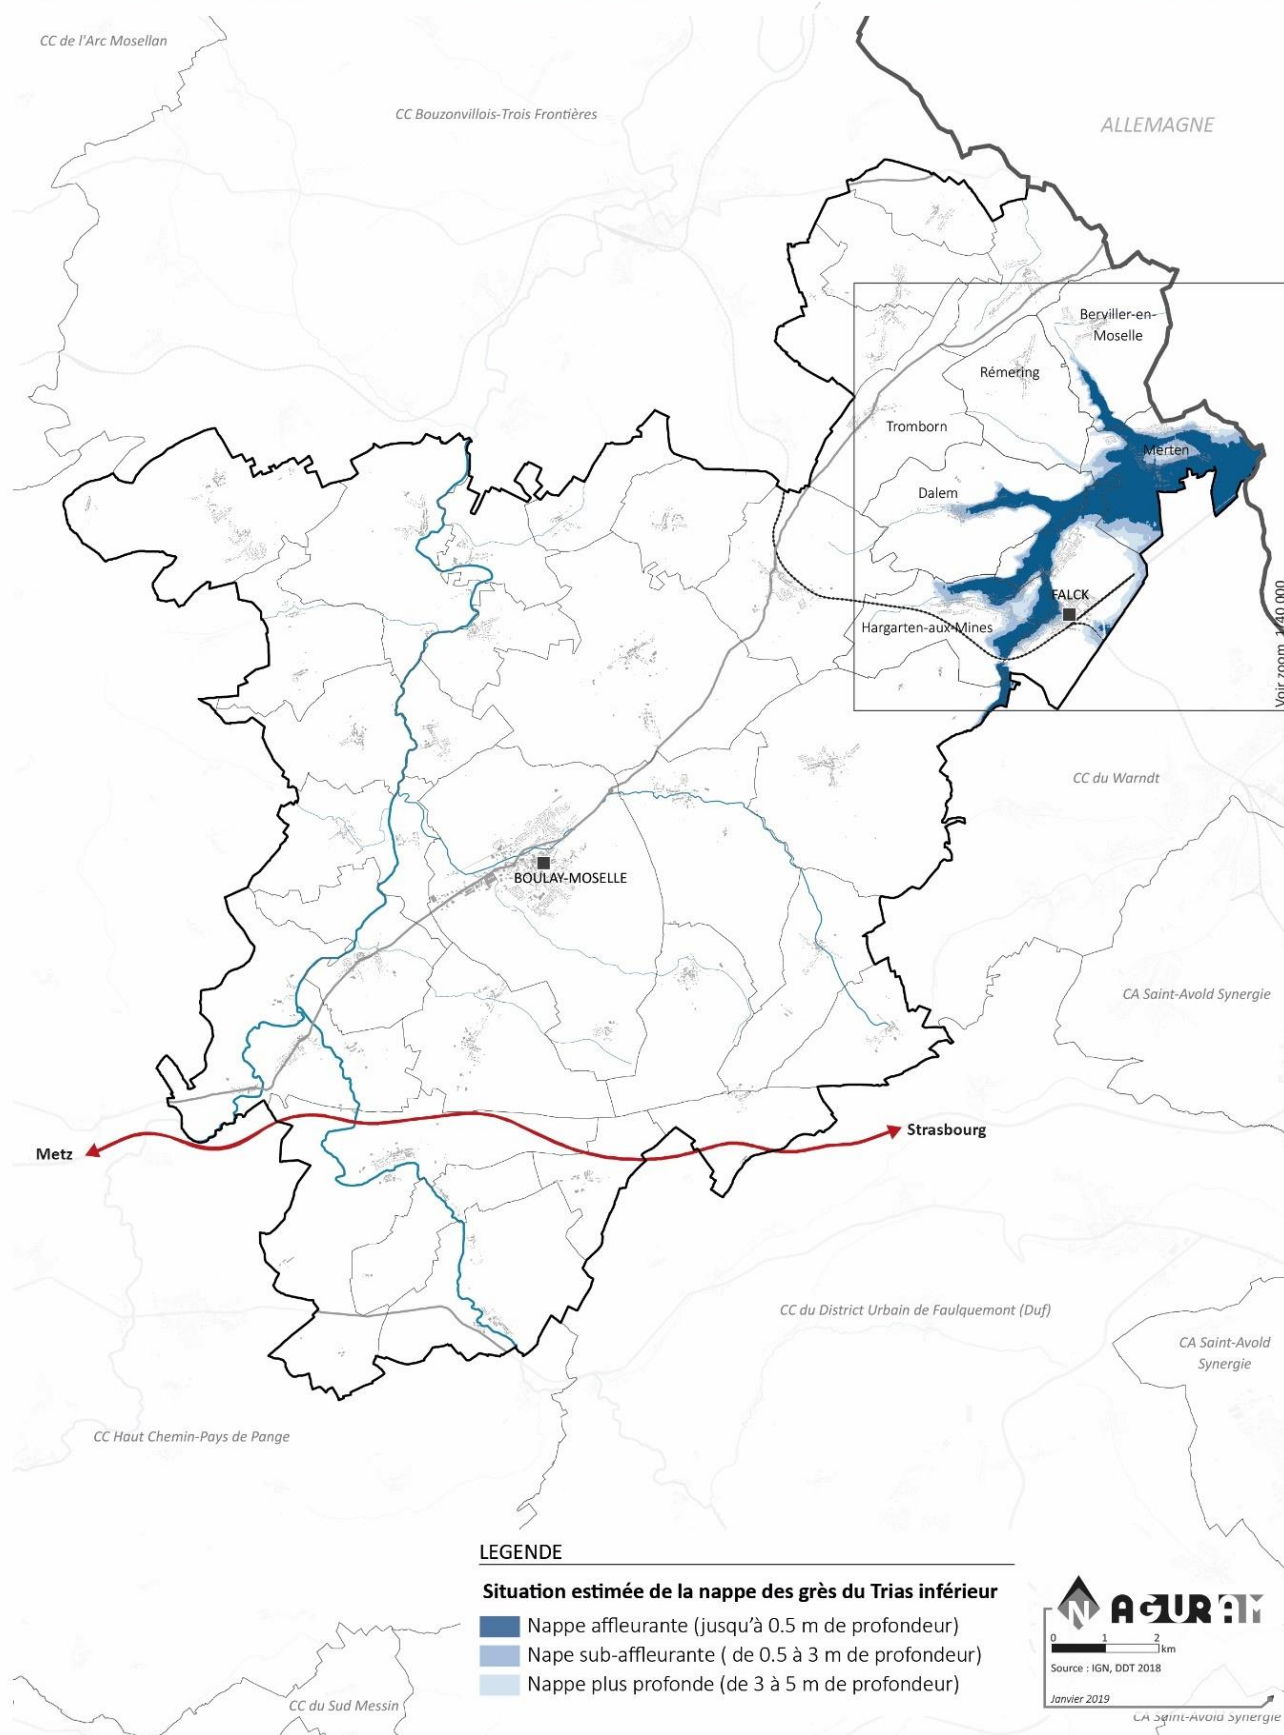 CC de l'Arc Mosellan
CC Bouzonvillois-Trois Frontières
ALLEMAGNE
Berviller-en-
Moselle
Rémering
Tromborn
Merten
Dalem
FALCK
Hargarten-aux-Mines
Voir zoom 1/40 000
CC du Warndt
BOULAY-MOSELLE
CA Saint-Avold Synergie
Strasbourg
Metz
CC du District Urbain de Faulquemont (Duf)
CA Saint-Avold
Synergie
CC Haut Chemin-Pays de Pange
LEGENDE
Situation estimée de la nappe des grès du Trias inférieur
Nappe affleurante (jusqu'à 0.5 m de profondeur)
Nape sub-affleurante ( de 0.5 à 3 m de profondeur)
Nappe plus profonde (de 3 à 5 m de profondeur)
N AGURAM
0 1 2
km
Source : IGN, DDT 2018
Janvier 2019
CC du Sud Messin
CA Saint-Avold Synergie